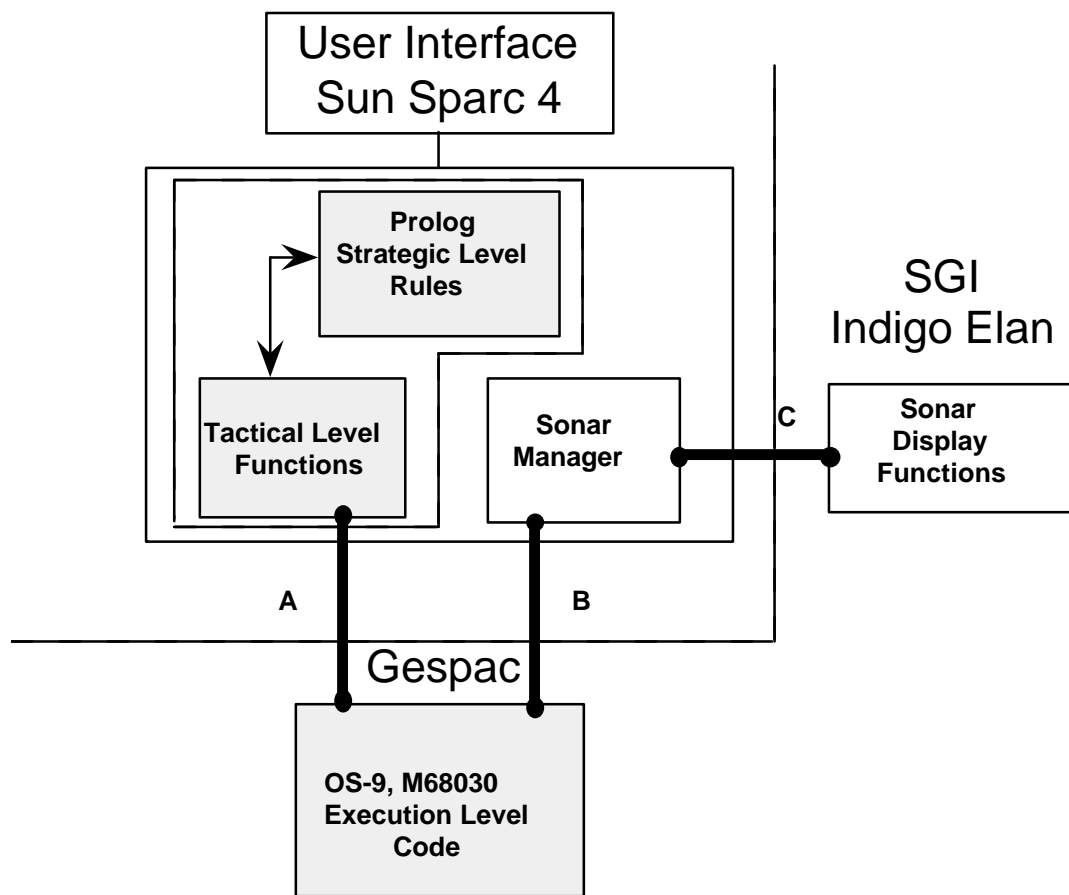 User Interface
Sun Sparc 4
Prolog
Strategic Level
Rules
SGI
Indigo Elan
Tactical Level
Functions
Sonar
Manager
C
Sonar
Display
Functions
A
B
Gespac
OS-9, M68030
Execution Level
Code